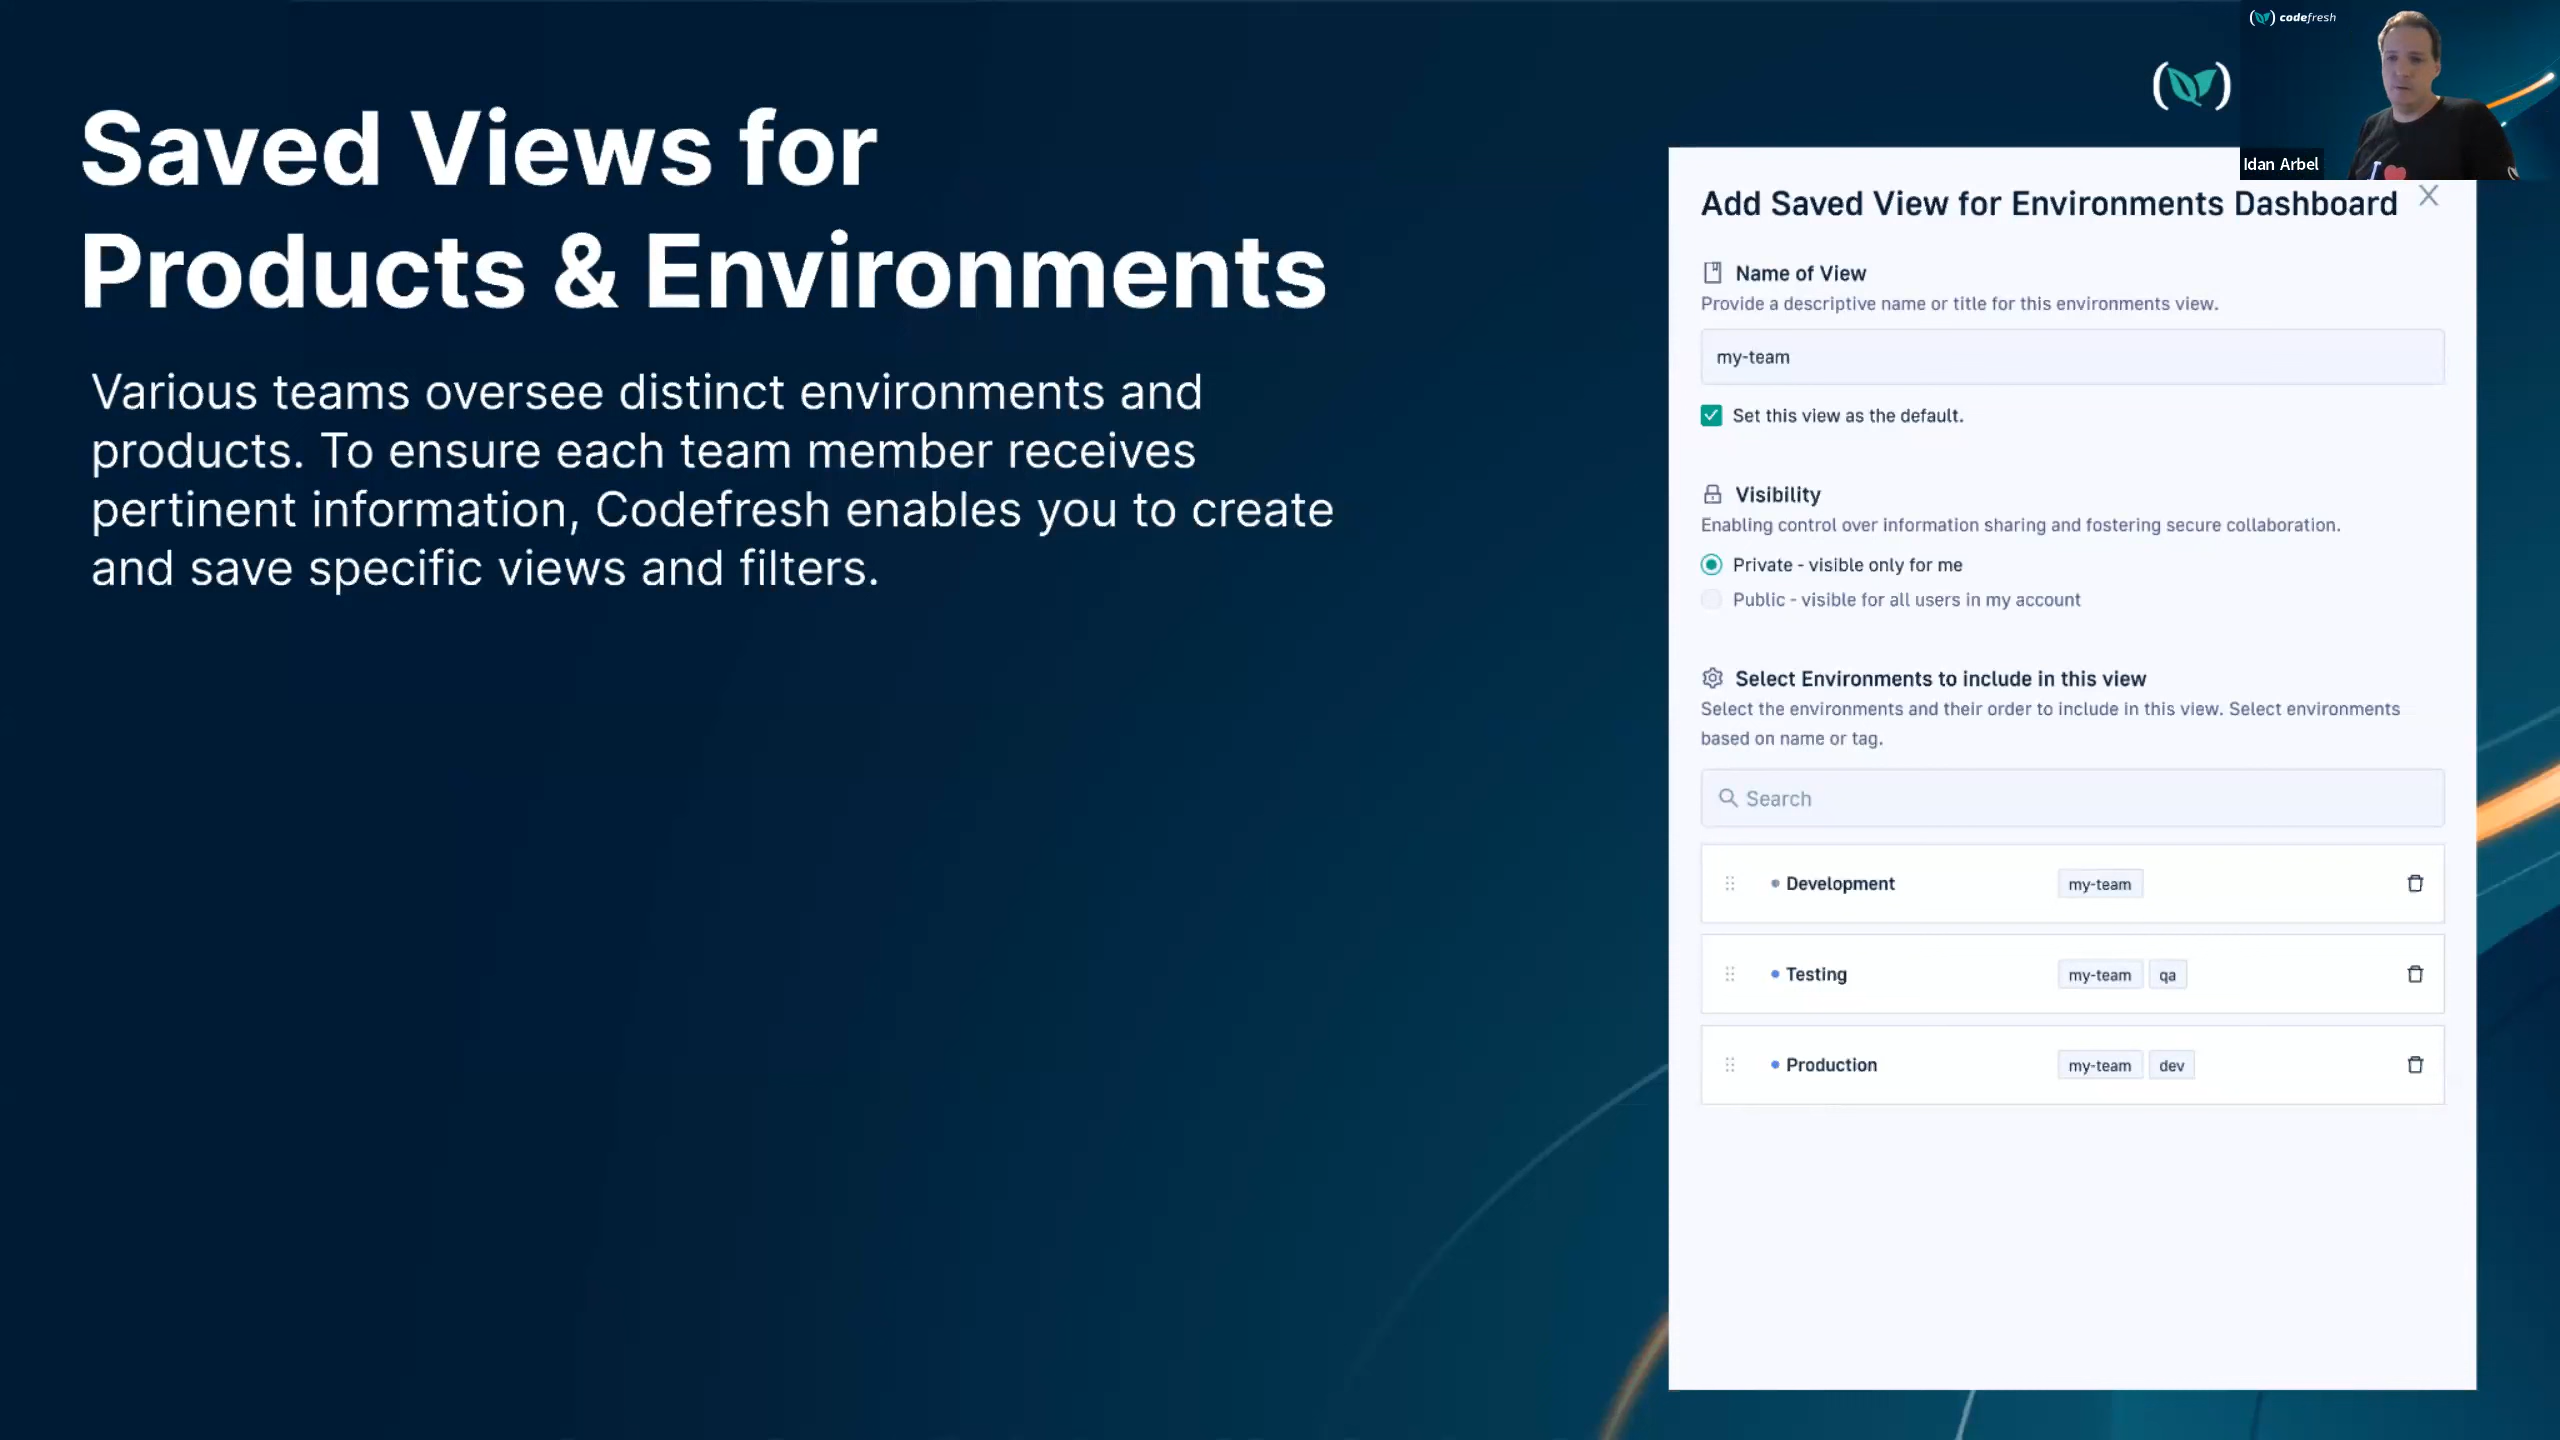 Saved Views for
Products & Environments
Various teams oversee distinct environments and
products. To ensure each team member receives
pertinent information, Codefresh enables you to create
and save specific views and filters.
codefresh
Idan Arbel
Add Saved View for Environments Dashboard
Name of View
Provide a descriptive name or title for this environments view.
my-team
Set this view as the default.
Visibility
Enabling control over information sharing and fostering secure collaboration.
Private - visible only for me
Public - visible for all users in my account
Select Environments to include in this view
Select the environments and their order to include in this view. Select environments
based on name or tag.
Search
Development my-team
Testing my-team qa
Production my-team dev